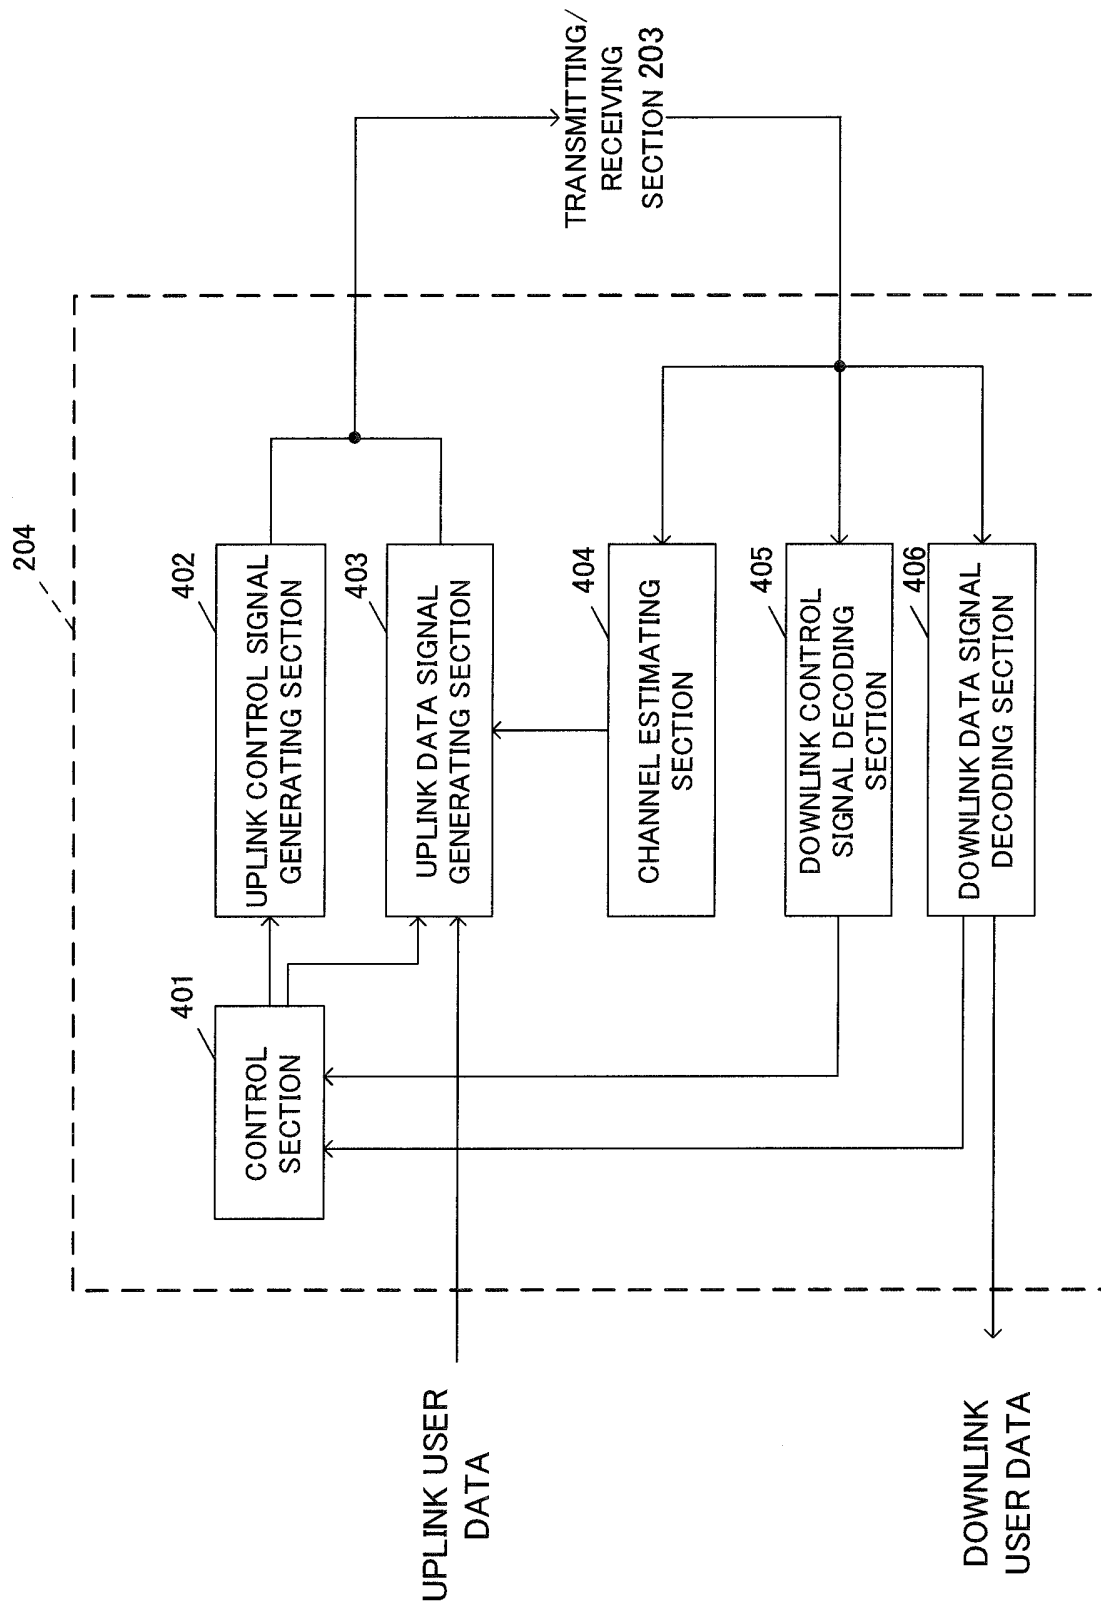 204
401
CONTROL
SECTION
402
UPLINK CONTROL SIGNAL
GENERATING SECTION
403
UPLINK DATA SIGNAL
GENERATING SECTION
404
CHANNEL ESTIMATING
SECTION
405
DOWNLINK CONTROL
SIGNAL DECODING
SECTION
406
DOWNLINK DATA SIGNAL
DECODING SECTION
TRANSMITTING/
RECEIVING
SECTION 203
UPLINK USER
DATA
DOWNLINK
USER DATA